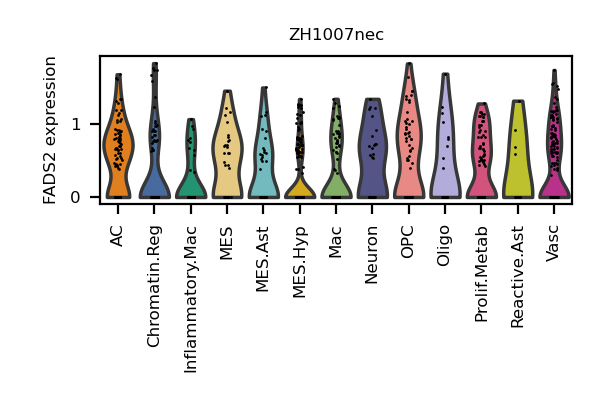 ZH1007nec
FADS2 expression
1
0
AC
Chromatin.Reg
Inflammatory.Mac
MES
MES.Ast
MES.Hyp
Mac
Neuron
OPC
Oligo
Prolif.Metab
Reactive.Ast
Vasc